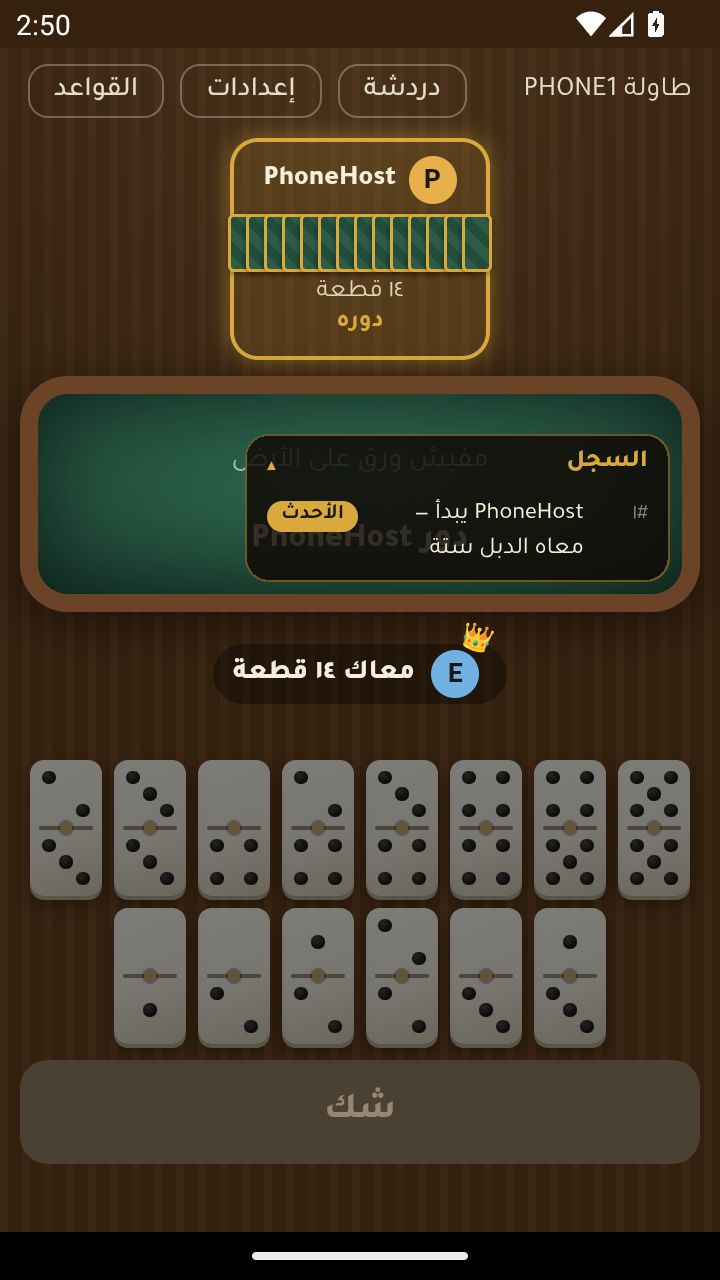 2:50
طاولة PHONE1
دردشة
إعدادات
القواعد
P
PhoneHost
١٤ قطعة
دوره
مفيش ورق على الأرض
السجل
▲
#١
PhoneHost يبدأ –
معاه الدبل ستة
الأحدث
دور PhoneHost
E
معاك ١٤ قطعة
شك